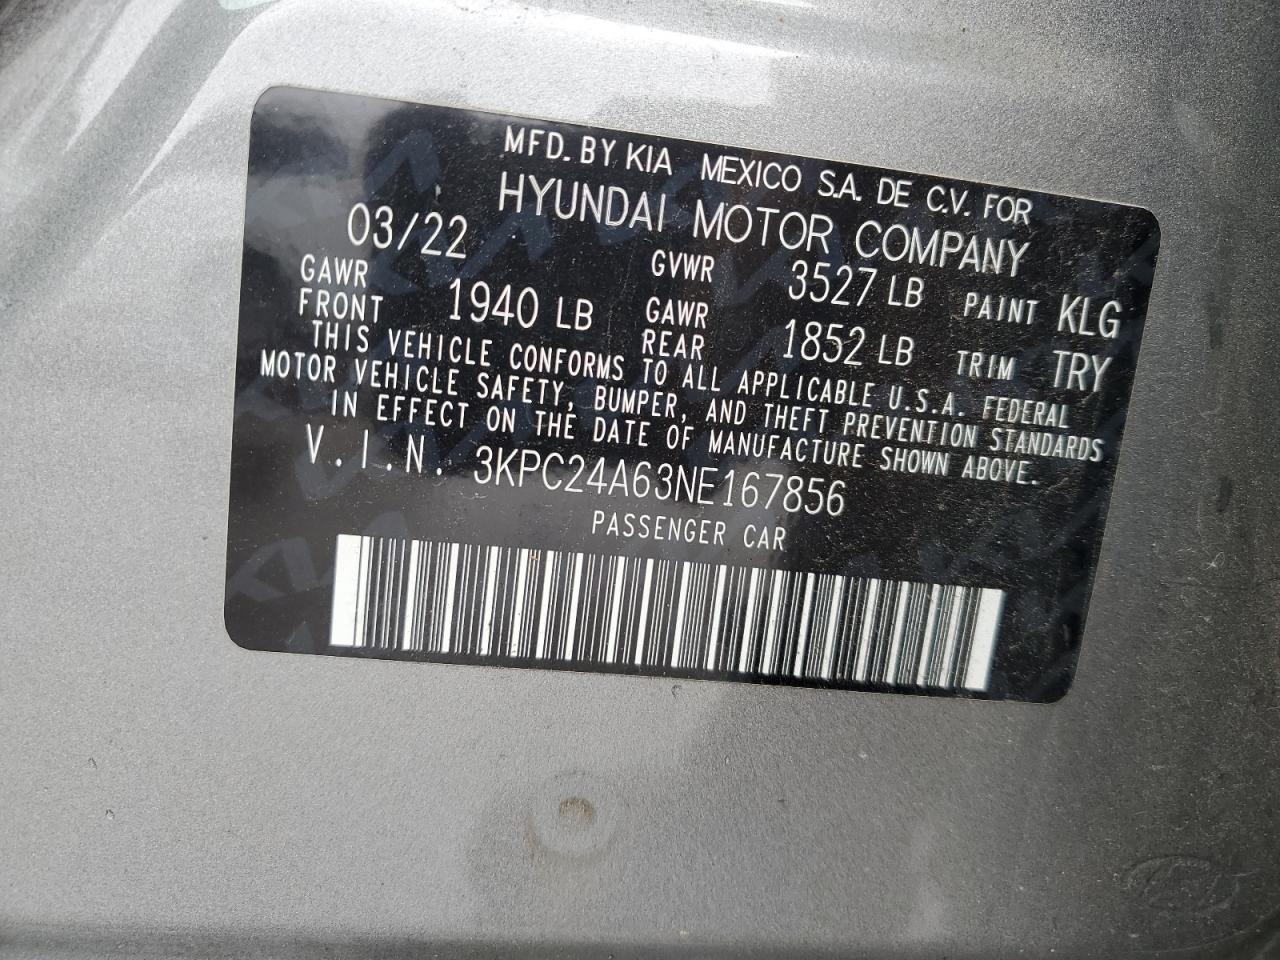 MFD. BY KIA MEXICO S.A. DE C.V. FOR
HYUNDAI MOTOR COMPANY
03/22
GAWR FRONT 1940 LB
GVWR 3527 LB
GAWR REAR 1852 LB
PAINT KLG
TRIM TRY
THIS VEHICLE CONFORMS TO ALL APPLICABLE U.S.A. FEDERAL
MOTOR VEHICLE SAFETY, BUMPER, AND THEFT PREVENTION STANDARDS
IN EFFECT ON THE DATE OF MANUFACTURE SHOWN ABOVE.
V.I.N. 3KPC24A63NE167856
PASSENGER CAR